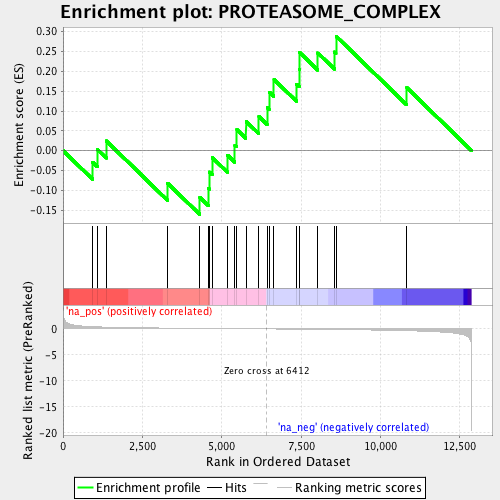 Enrichment plot: PROTEASOME_COMPLEX
Enrichment score (ES)
0.30
0.25
0.20
0.15
0.10
0.05
0.00
-0.05
-0.10
-0.15
'na_pos' (positively correlated)
Ranked list metric (PreRanked)
0
-5
-10
-15
-20
Zero cross at 6412
'na_neg' (negatively correlated)
0
2,500
5,000
7,500
10,000
12,500
Rank in Ordered Dataset
Enrichment profile
Hits
Ranking metric scores